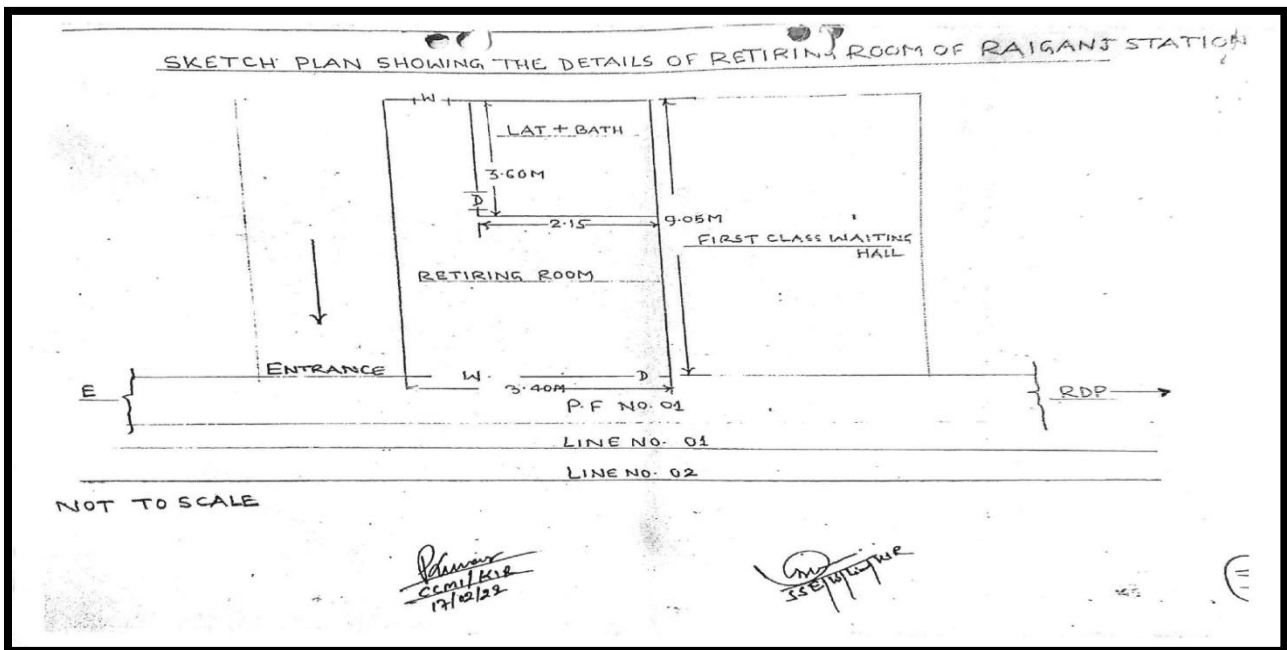 SKETCH PLAN SHOWING THE DETAILS OF RETIRING ROOM OF RAIGANJ STATION
W
LAT + BATH
3.60M
D
2.15
9.05M
FIRST CLASS WAITING
HALL
RETIRING ROOM
ENTRANCE
W
D
3.40M
E
RDP
P.F NO. 01
LINE NO. 01
LINE NO. 02
NOT TO SCALE
CCMI/KIR
17/02/22